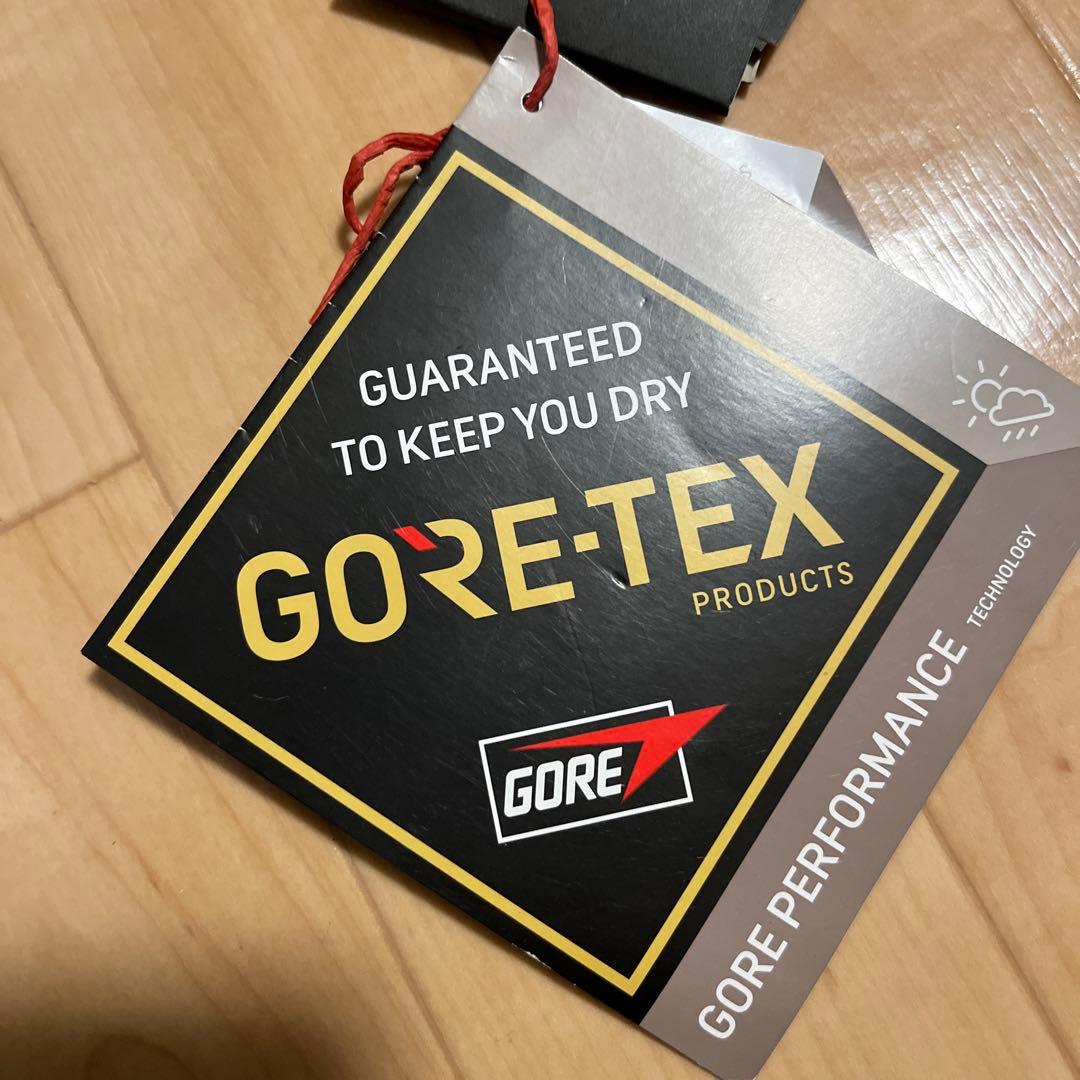 GUARANTEED
TO KEEP YOU DRY
GORE-TEX
PRODUCTS
GORE
GORE PERFORMANCE
TECHNOLOGY